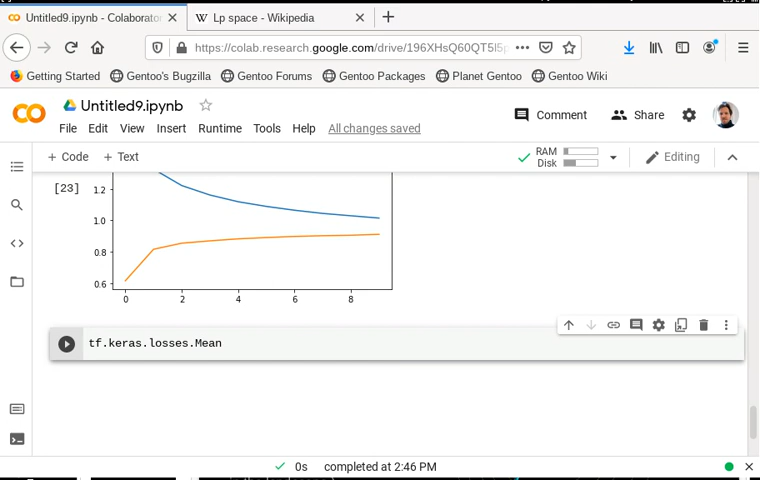 Untitled9.ipynb - Colaborator
Lp space - Wikipedia
https://colab.research.google.com/drive/196XHsQ60QT5l5p
Getting Started
Gentoo's Bugzilla
Gentoo Forums
Gentoo Packages
Planet Gentoo
Gentoo Wiki
Untitled9.ipynb
Comment
Share
File Edit View Insert Runtime Tools Help All changes saved
+ Code + Text
RAM
Disk
Editing
[23]
1.2
1.0
0.8
0.6
0 2 4 6 8
tf.keras.losses.Mean
0s completed at 2:46 PM